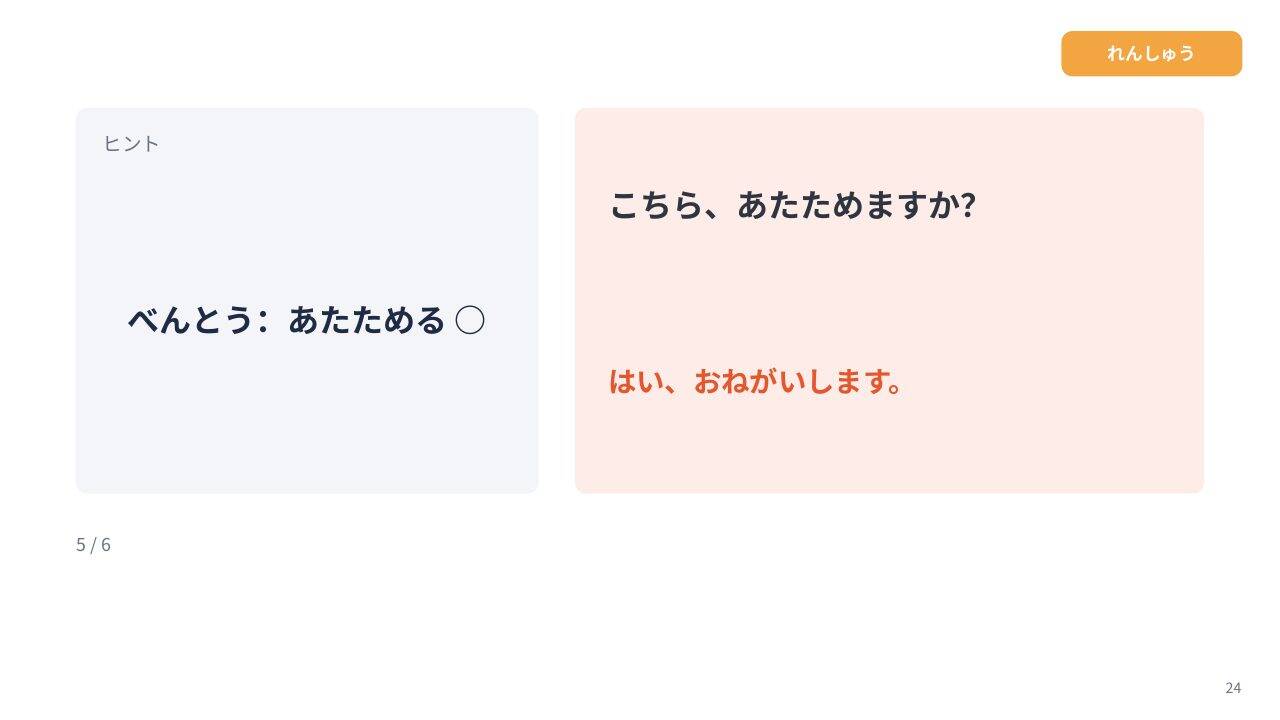 れんしゅう
ヒント
べんとう：あたためる ○
こちら、あたためますか?
はい、おねがいします。
5 / 6
24